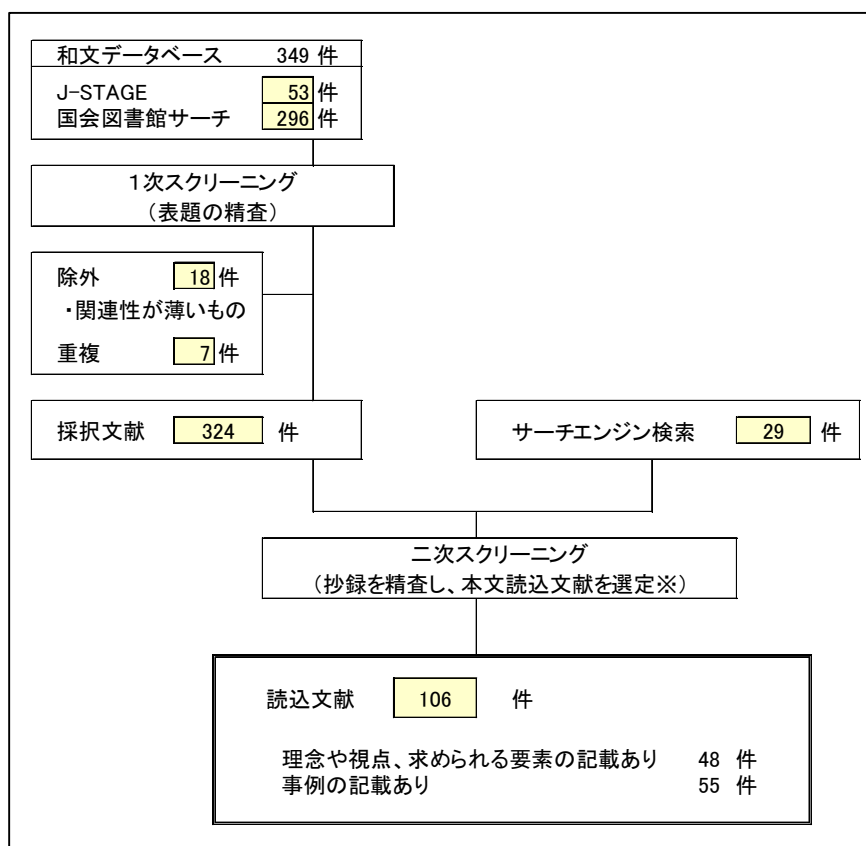 和文データベース 349 件
J-STAGE 53 件
国会図書館サーチ 296 件
1次スクリーニング
(表題の精査)
除外 18 件
・関連性が薄いもの
重複 7 件
採択文献 324 件
サーチエンジン検索 29 件
二次スクリーニング
(抄録を精査し、本文読込文献を選定※)
読込文献 106 件
理念や視点、求められる要素の記載あり 48 件
事例の記載あり 55 件